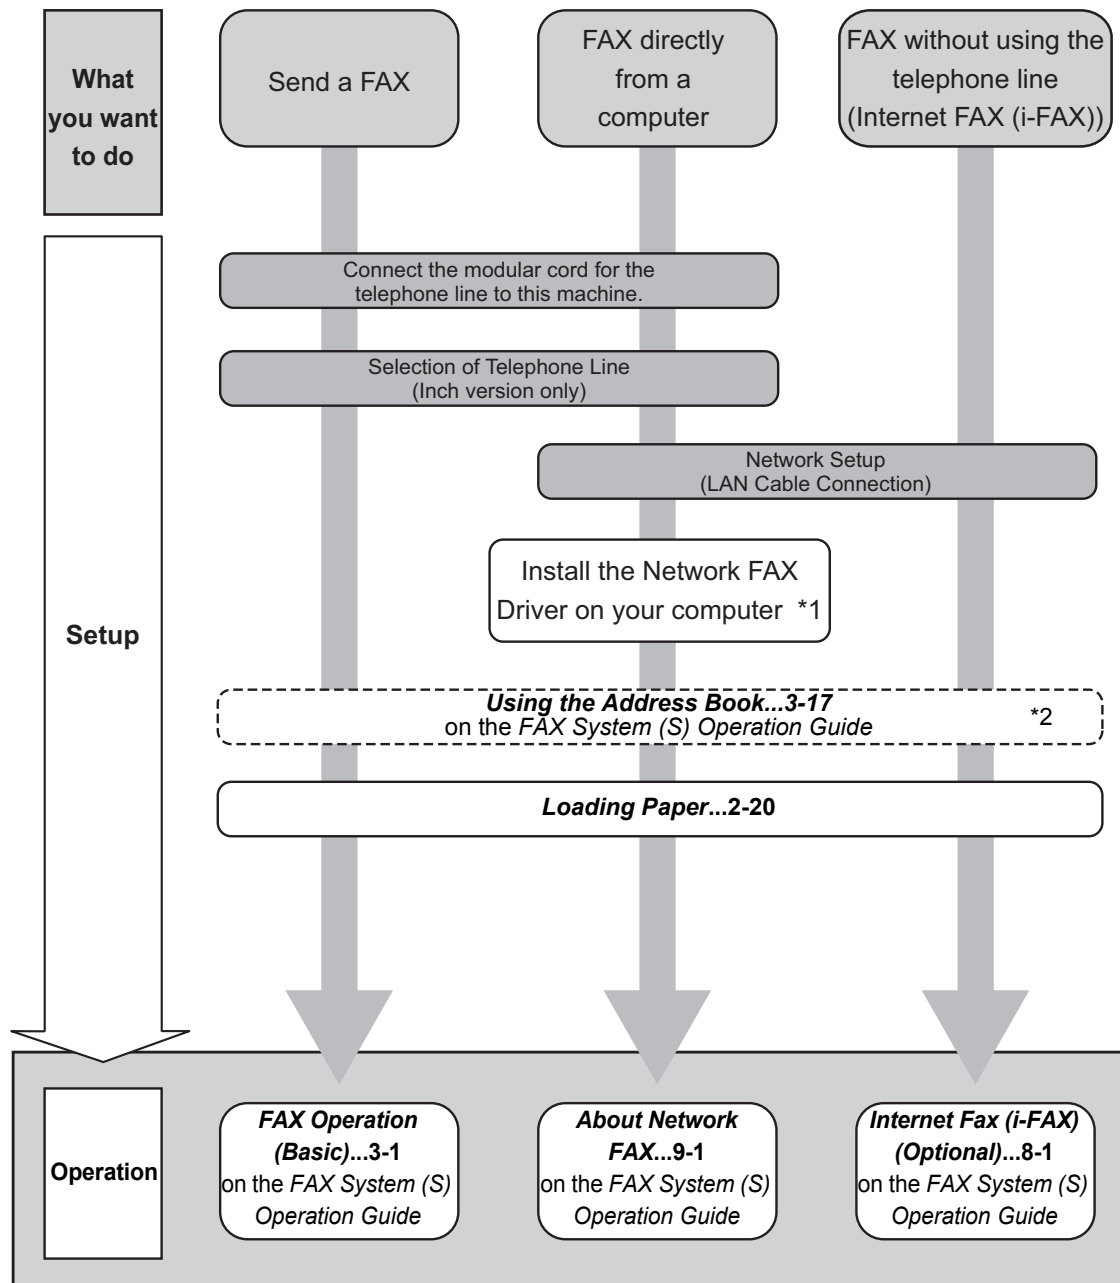 What
you want
to do
Send a FAX
FAX directly
from a
computer
FAX without using the
telephone line
(Internet FAX (i-FAX))
Setup
Connect the modular cord for the
telephone line to this machine.
Selection of Telephone Line
(Inch version only)
Network Setup
(LAN Cable Connection)
Install the Network FAX
Driver on your computer *1
Using the Address Book...3-17
on the FAX System (S) Operation Guide
*2
Loading Paper...2-20
Operation
FAX Operation
(Basic)...3-1
on the FAX System (S)
Operation Guide
About Network
FAX...9-1
on the FAX System (S)
Operation Guide
Internet Fax (i-FAX)
(Optional)...8-1
on the FAX System (S)
Operation Guide